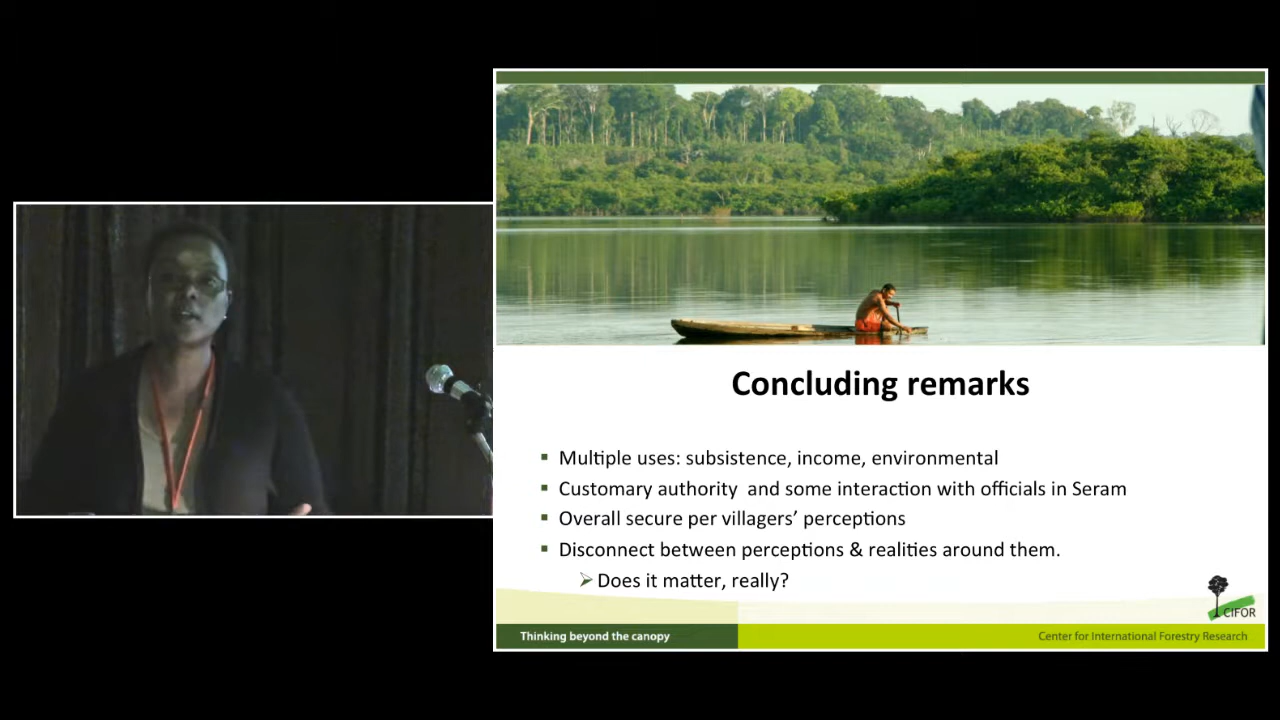 Concluding remarks
▪ Multiple uses: subsistence, income, environmental
▪ Customary authority  and some interaction with officials in Seram
▪ Overall secure per villagers’ perceptions
▪ Disconnect between perceptions & realities around them.
➢ Does it matter, really?
CIFOR
Thinking beyond the canopy
Center for International Forestry Research